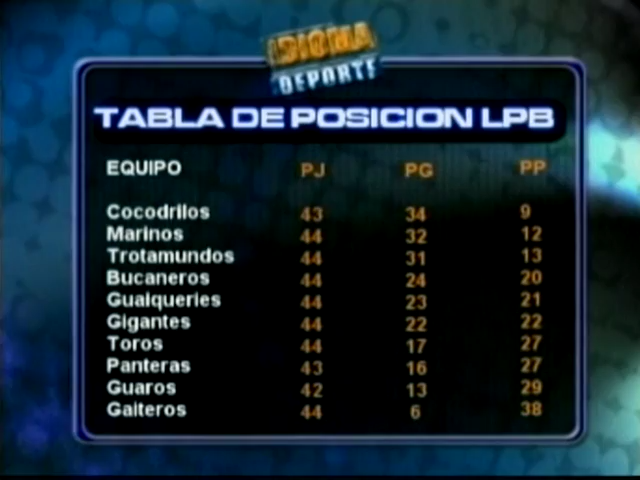 IDIOMA
DEPORTE
TABLA DE POSICION LPB
EQUIPO PJ PG PP
Cocodrilos 43 34 9
Marinos 44 32 12
Trotamundos 44 31 13
Bucaneros 44 24 20
Guaiqueries 44 23 21
Gigantes 44 22 22
Toros 44 17 27
Panteras 43 16 27
Guaros 42 13 29
Gaiteros 44 6 38